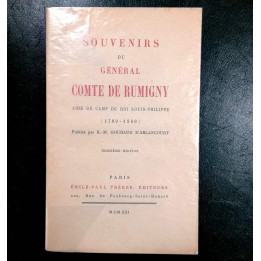 SOUVENIRS
DU
GÉNÉRAL
COMTE DE RUMIGNY
AIDE DE CAMP DU ROI LOUIS-PHILIPPE
(1789-1860)
Publiés par R.-M. GOURAUD D'ABLANCOURT
ÉDITION
PARIS
ÉMILE-PAUL FRÈRES, ÉDITEURS
100, Rue du Faubourg-Saint-Honoré
MCMXXI